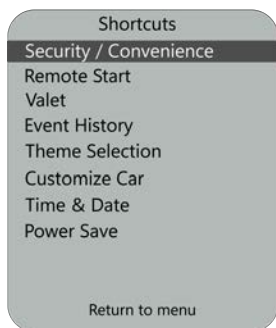 Shortcuts
Security / Convenience
Remote Start
Valet
Event History
Theme Selection
Customize Car
Time & Date
Power Save
Return to menu